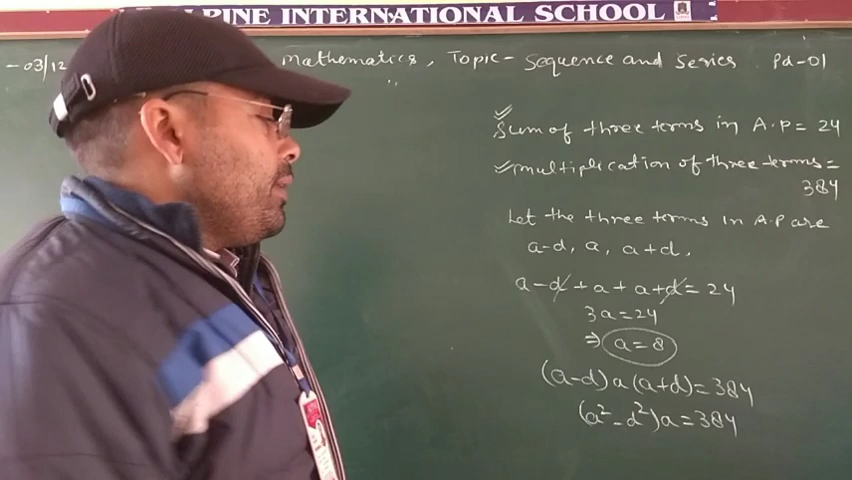 PINE INTERNATIONAL SCHOOL
-03/12 Mathematics, Topic- Sequence and Series Pd-01
Sum of three terms in A.P = 24
multiplication of three terms =
384
Let the three terms in A.P are
a-d, a, a+d,
a-d+a+a+d=24
3a=24
⇒ a=8
(a-d)a(a+d)=384
(a²-d²)a=384